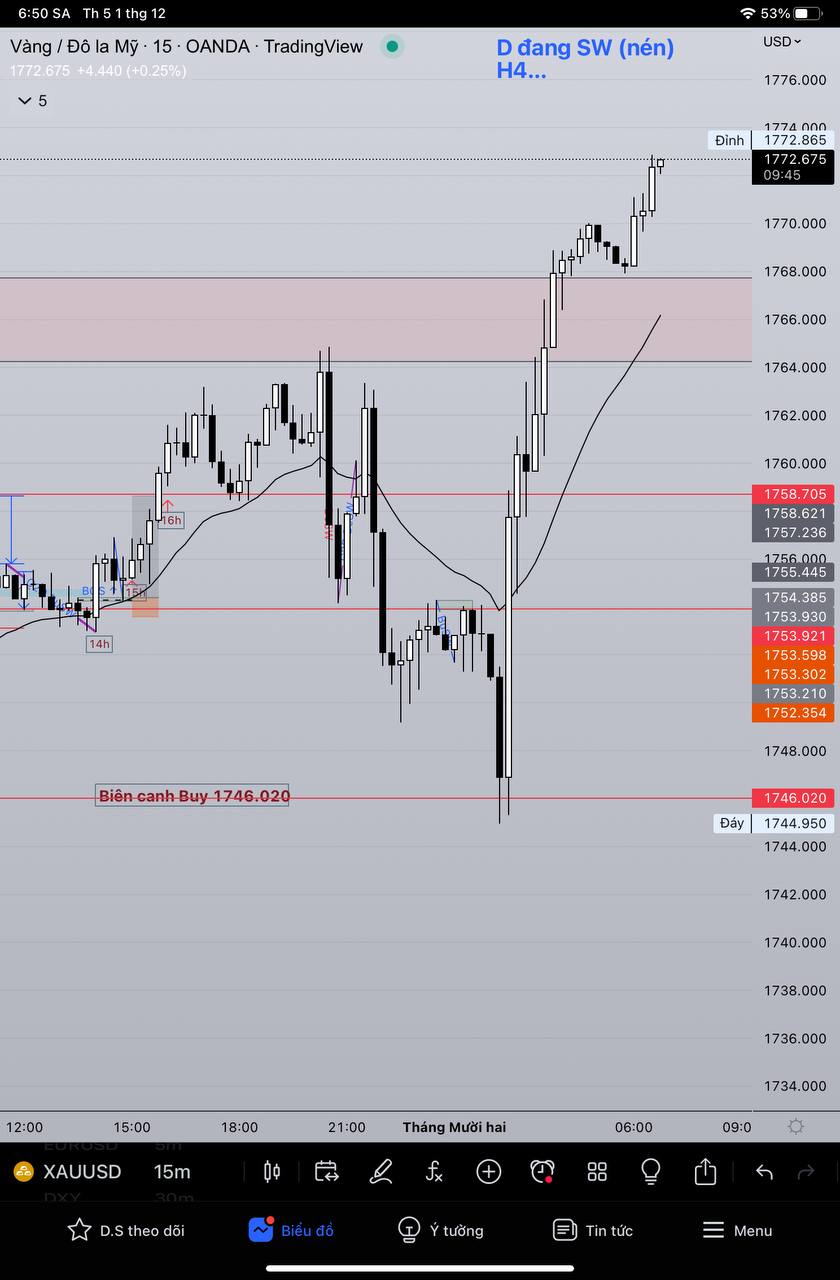 6:50 SA Th 5 1 thg 12
53%
Vàng / Đô la Mỹ · 15 · OANDA · TradingView
D đang SW (nén)
H4...
USD
1772.675 +4.440 (+0.25%)
5
1776.000
1774.000
Đỉnh 1772.865
1772.675
09:45
1770.000
1768.000
1766.000
1764.000
1762.000
1760.000
1758.705
1758.621
1757.236
1756.000
1755.445
1754.385
1753.930
1753.921
1753.598
1753.302
1753.210
1752.354
1748.000
1746.020
Đáy 1744.950
1744.000
1742.000
1740.000
1738.000
1736.000
1734.000
16h
BOS
15h
14h
Biên canh Buy 1746.020
12:00 15:00 18:00 21:00 Tháng Mười hai 06:00 09:0
EURUSD 5m
XAUUSD 15m
DXY 30m
D.S theo dõi Biểu đồ Ý tưởng Tin tức Menu